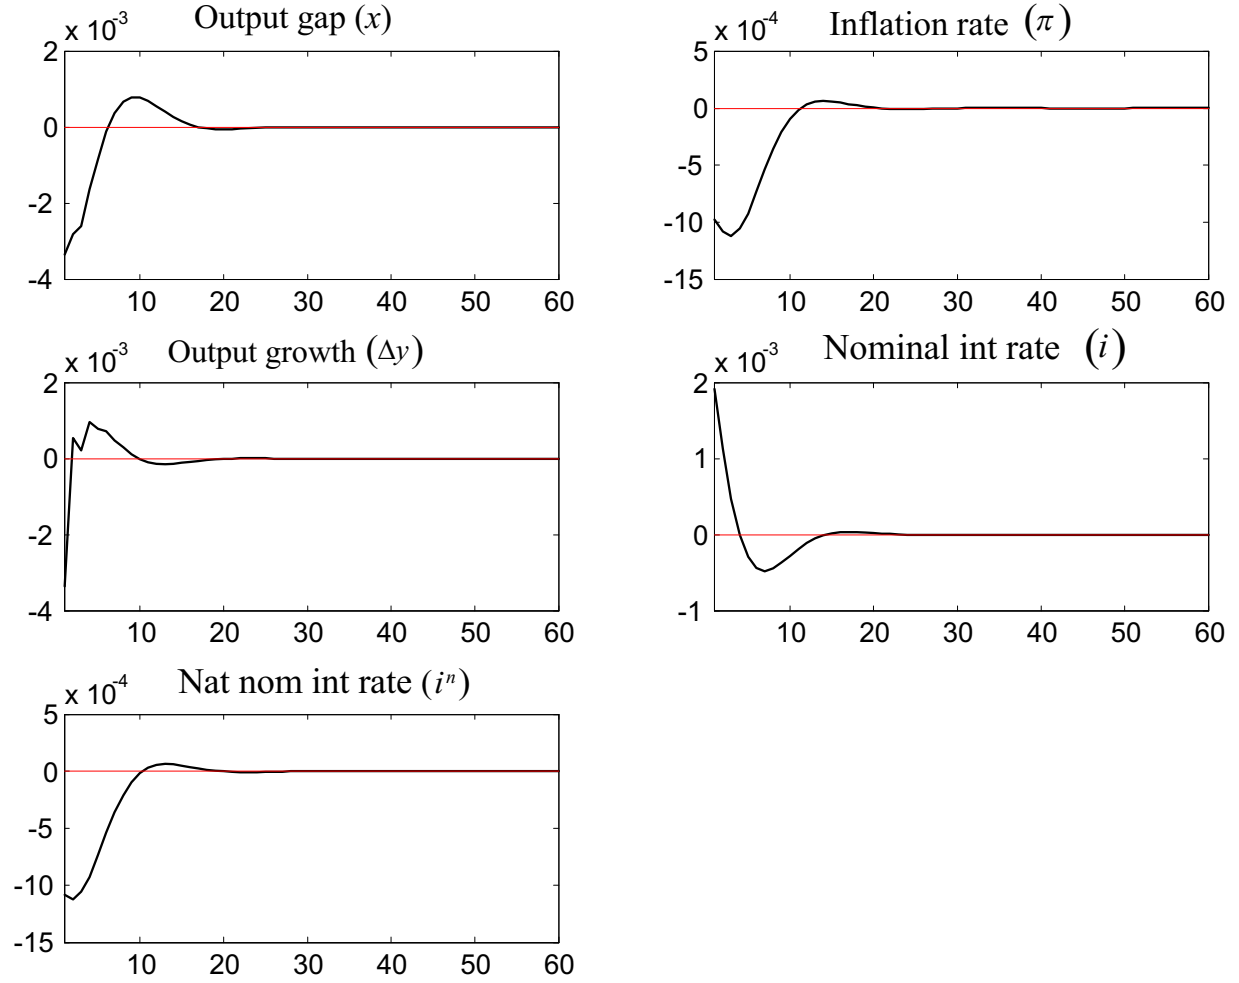 Output gap (x)
x 10-3
2
0
-2
-4
10 20 30 40 50 60
Inflation rate (π)
x 10-4
5
0
-5
-10
-15
10 20 30 40 50 60
Output growth (Δy)
x 10-3
2
0
-2
-4
10 20 30 40 50 60
Nominal int rate (i)
x 10-3
2
1
0
-1
10 20 30 40 50 60
Nat nom int rate (iⁿ)
x 10-4
5
0
-5
-10
-15
10 20 30 40 50 60